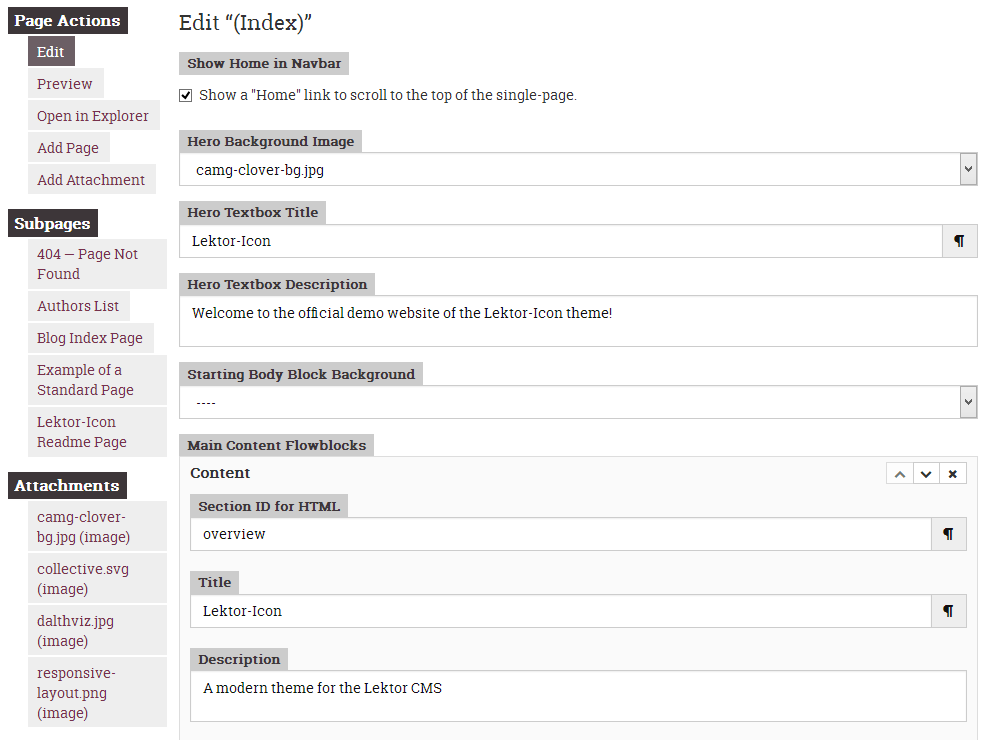 Page Actions
Edit
Preview
Open in Explorer
Add Page
Add Attachment
Subpages
404 — Page Not
Found
Authors List
Blog Index Page
Example of a
Standard Page
Lektor-Icon
Readme Page
Attachments
camg-clover-
bg.jpg (image)
collective.svg
(image)
dalthviz.jpg
(image)
responsive-
layout.png
(image)
Edit “(Index)”
Show Home in Navbar
Show a "Home" link to scroll to the top of the single-page.
Hero Background Image
camg-clover-bg.jpg
Hero Textbox Title
Lektor-Icon
¶
Hero Textbox Description
Welcome to the official demo website of the Lektor-Icon theme!
Starting Body Block Background
----
Main Content Flowblocks
Content
Section ID for HTML
overview
¶
Title
Lektor-Icon
¶
Description
A modern theme for the Lektor CMS